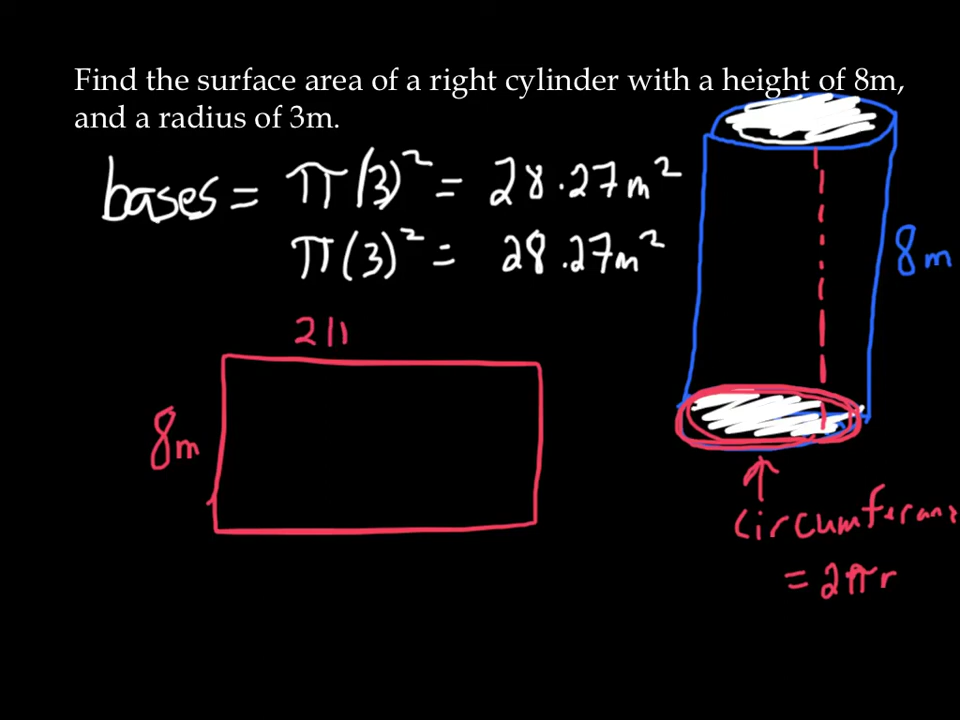 Find the surface area of a right cylinder with a height of 8m,
and a radius of 3m.
bases = π(3)² = 28.27m²
π(3)² = 28.27m²
8m
2π
8m
circumferenc
= 2πr